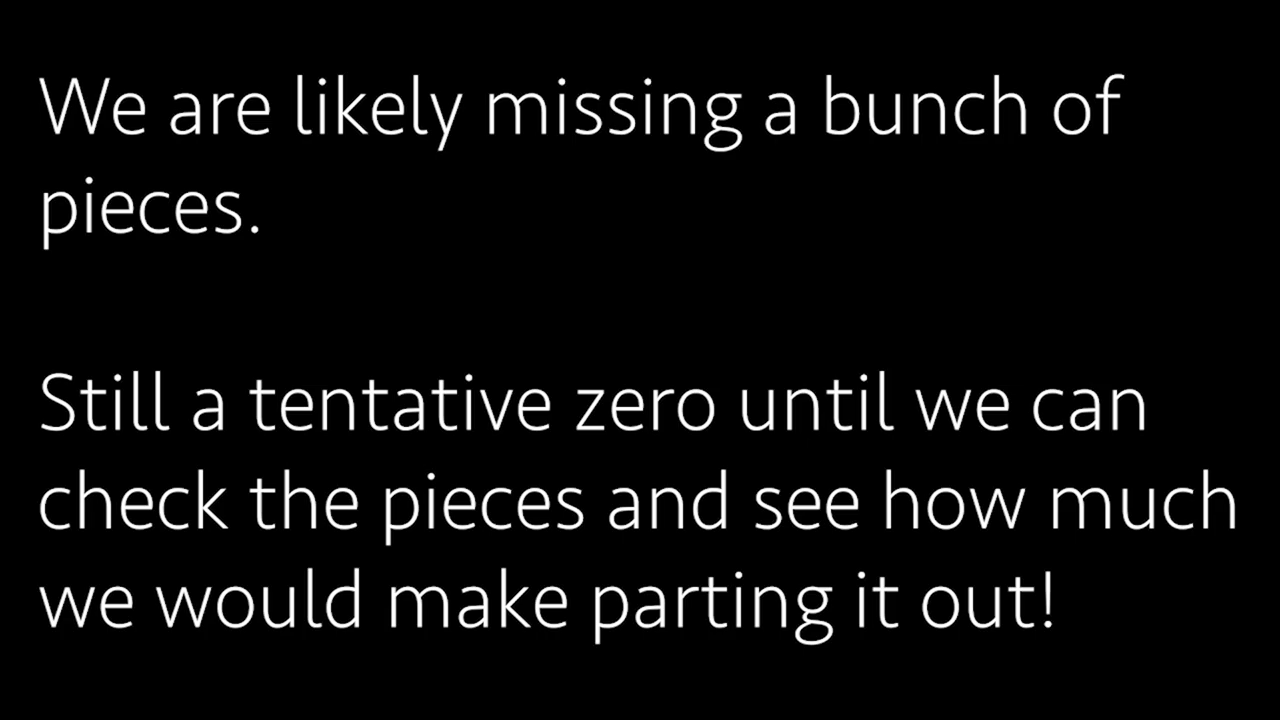 We are likely missing a bunch of
pieces.
Still a tentative zero until we can
check the pieces and see how much
we would make parting it out!